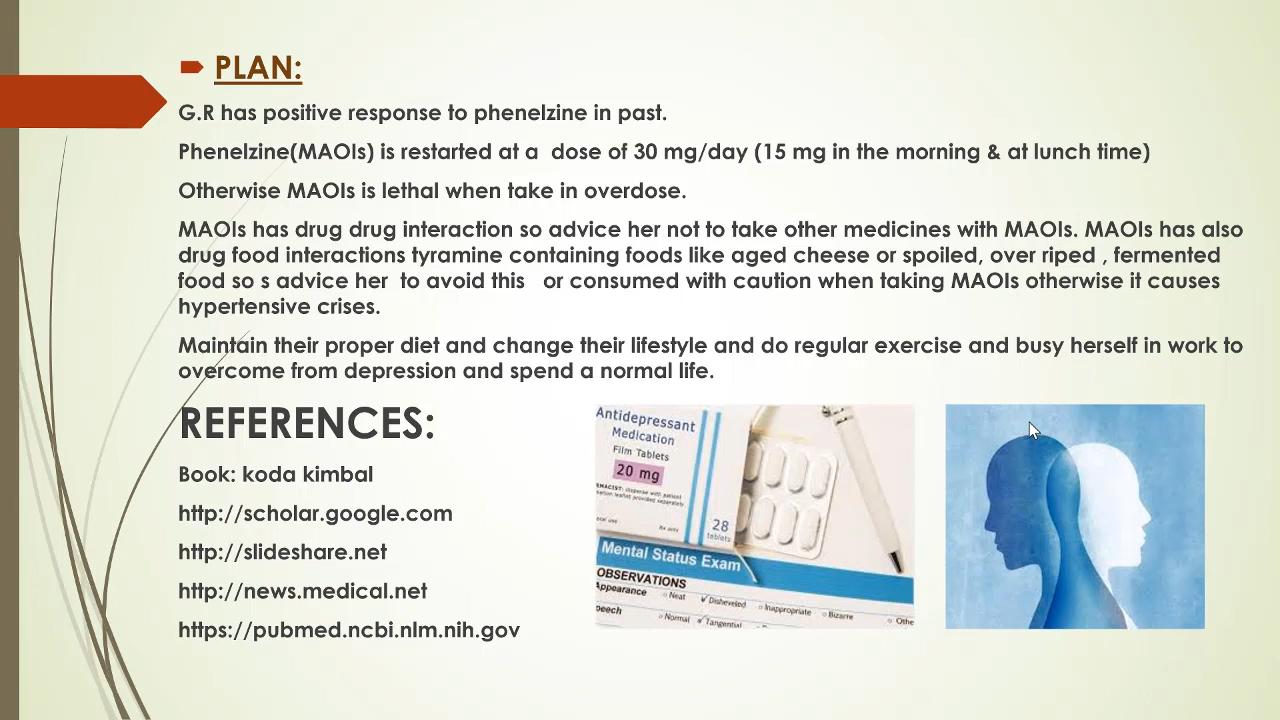 PLAN:
G.R has positive response to phenelzine in past.
Phenelzine(MAOIs) is restarted at a dose of 30 mg/day (15 mg in the morning & at lunch time)
Otherwise MAOIs is lethal when take in overdose.
MAOIs has drug drug interaction so advice her not to take other medicines with MAOIs. MAOIs has also
drug food interactions tyramine containing foods like aged cheese or spoiled, over riped , fermented
food so s advice her to avoid this or consumed with caution when taking MAOIs otherwise it causes
hypertensive crises.
Maintain their proper diet and change their lifestyle and do regular exercise and busy herself in work to
overcome from depression and spend a normal life.
REFERENCES:
Book: koda kimbal
http://scholar.google.com
http://slideshare.net
http://news.medical.net
https://pubmed.ncbi.nlm.nih.gov
Antidepressant
Medication
Film Tablets
20 mg
28
tablets
Mental Status Exam
OBSERVATIONS
Appearance Neat Disheveled Inappropriate Bizarre
Normal Tangential